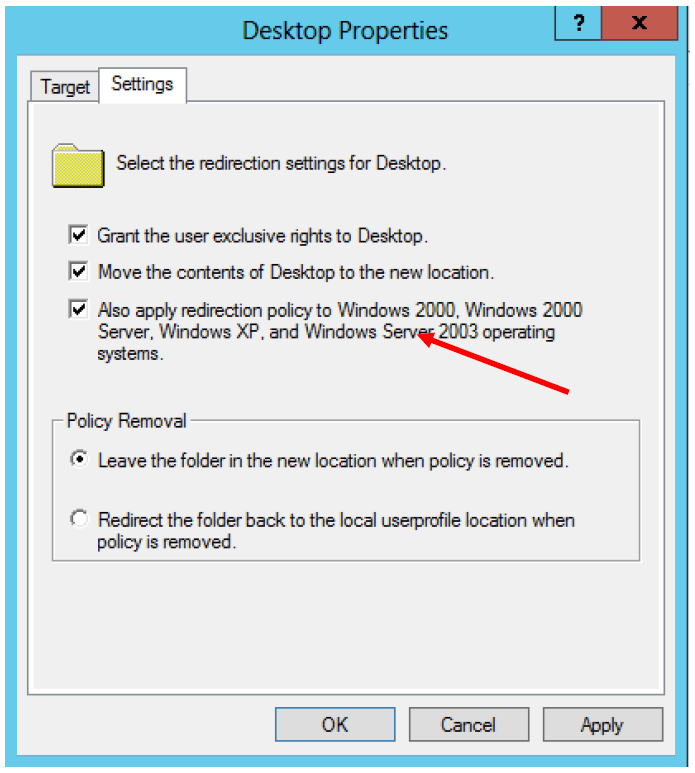 Desktop Properties
? x
Target Settings
Select the redirection settings for Desktop.
Grant the user exclusive rights to Desktop.
Move the contents of Desktop to the new location.
Also apply redirection policy to Windows 2000, Windows 2000
Server, Windows XP, and Windows Server 2003 operating
systems.
Policy Removal
Leave the folder in the new location when policy is removed.
Redirect the folder back to the local userprofile location when
policy is removed.
OK Cancel Apply